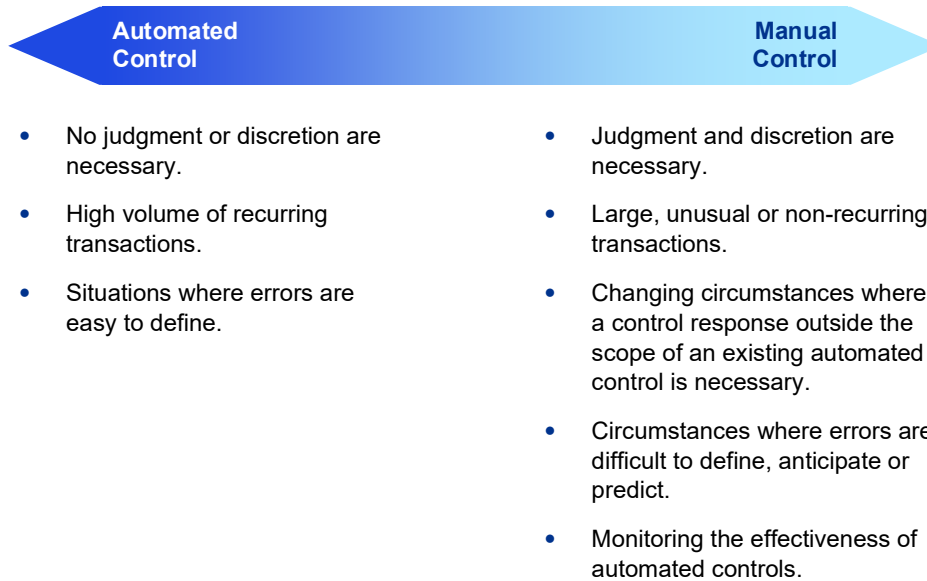 Automated
Control
Manual
Control
• No judgment or discretion are
necessary.
• High volume of recurring
transactions.
• Situations where errors are
easy to define.
• Judgment and discretion are
necessary.
• Large, unusual or non-recurring
transactions.
• Changing circumstances where
a control response outside the
scope of an existing automated
control is necessary.
• Circumstances where errors are
difficult to define, anticipate or
predict.
• Monitoring the effectiveness of
automated controls.